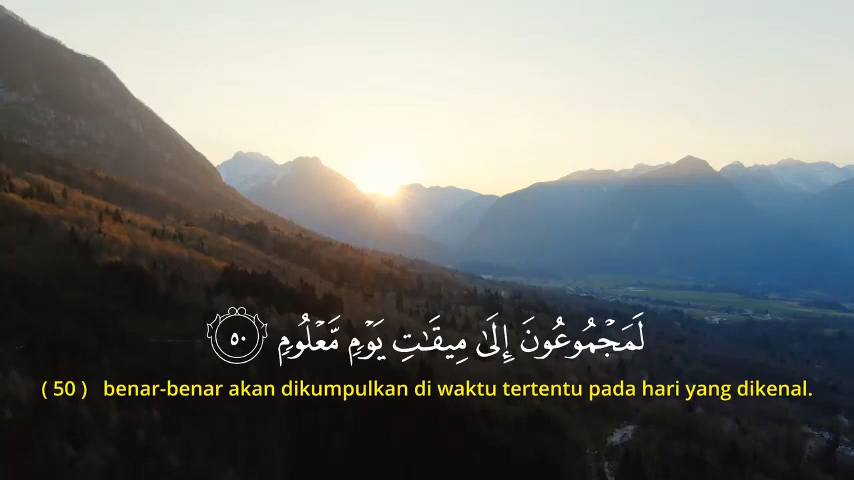 لَمَجْمُوعُونَ إِلَىٰ مِيقَـٰتِ يَوْمٍ مَّعْلُومٍ ٥٠
( 50 ) benar-benar akan dikumpulkan di waktu tertentu pada hari yang dikenal.